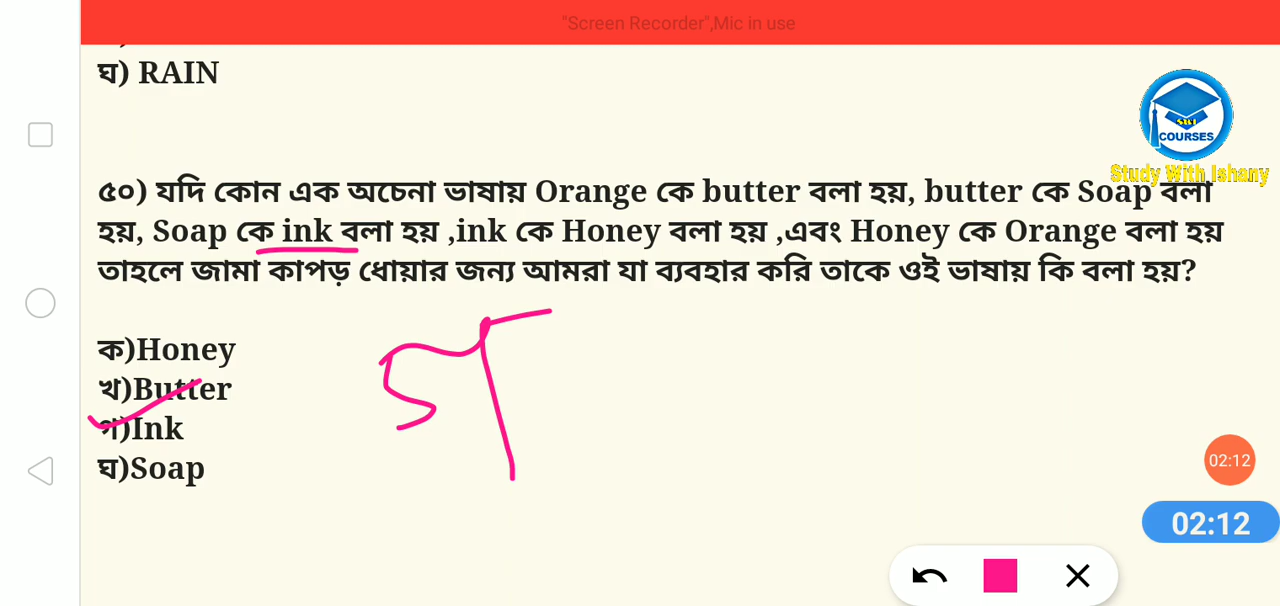 "Screen Recorder",Mic in use
ঘ) RAIN
SKI
COURSES
Study With Ishany
৫০) যদি কোন এক অচেনা ভাষায় Orange কে butter বলা হয়, butter কে Soap বলা
হয়, Soap কে ink বলা হয় ,ink কে Honey বলা হয় ,এবং Honey কে Orange বলা হয়
তাহলে জামা কাপড় ধোয়ার জন্য আমরা যা ব্যবহার করি তাকে ওই ভাষায় কি বলা হয়?
ক)Honey
খ)Butter
গ)Ink
ঘ)Soap
02:12
02:12